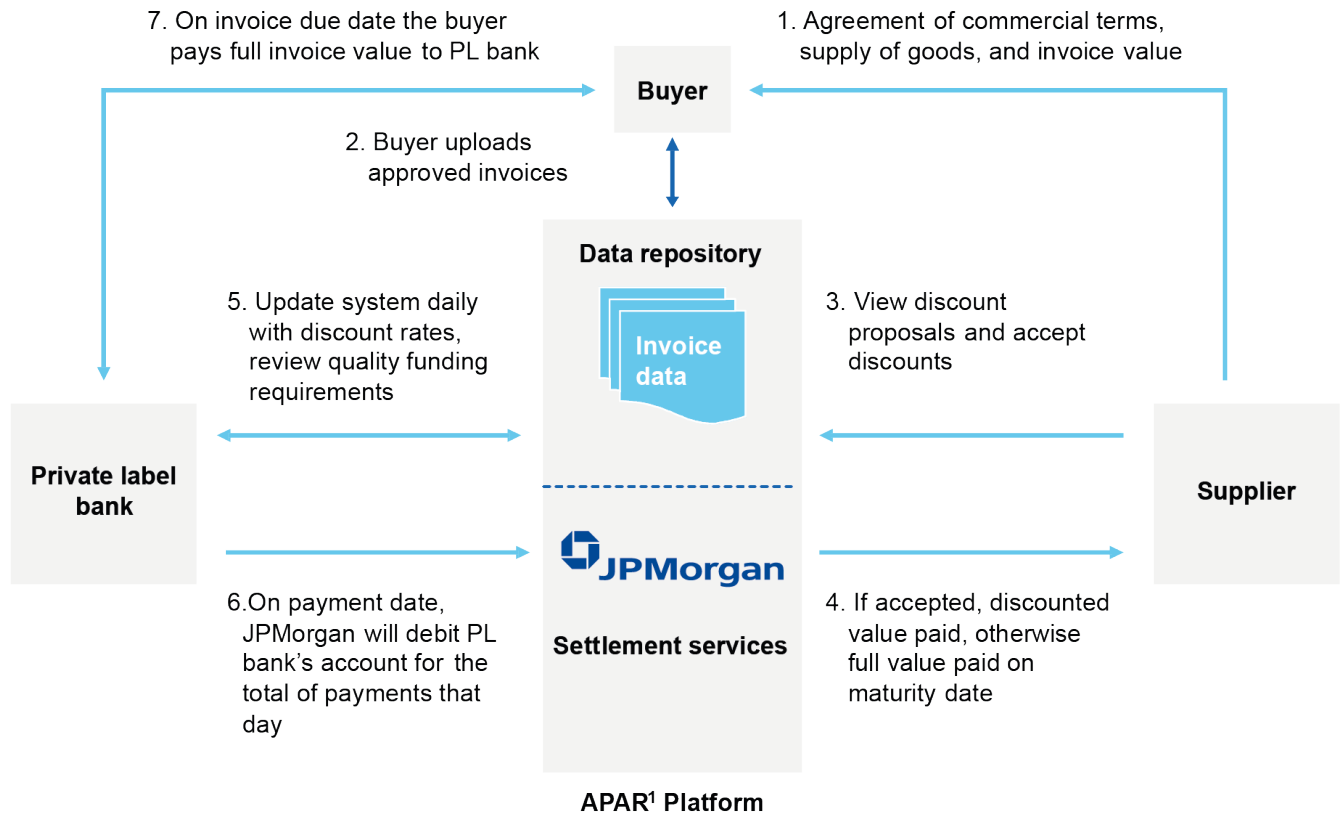 7. On invoice due date the buyer
pays full invoice value to PL bank
1. Agreement of commercial terms,
supply of goods, and invoice value
Buyer
2. Buyer uploads
approved invoices
Data repository
Invoice
data
5. Update system daily
with discount rates,
review quality funding
requirements
3. View discount
proposals and accept
discounts
Private label
bank
Supplier
JPMorgan
Settlement services
6.On payment date,
JPMorgan will debit PL
bank's account for the
total of payments that
day
4. If accepted, discounted
value paid, otherwise
full value paid on
maturity date
APAR¹ Platform